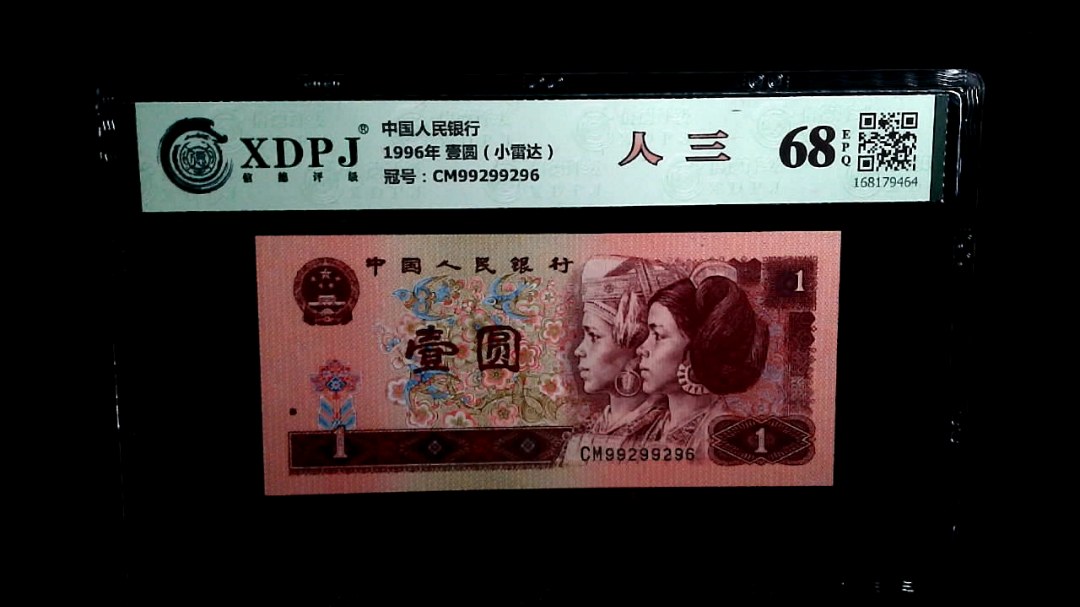 XDPJ®
信德评级
中国人民银行
1996年 壹圆（小雷达）
冠号：CM99299296
人三
68
EPQ
168179464
中国人民银行
1
壹圆
1
1
CM99299296